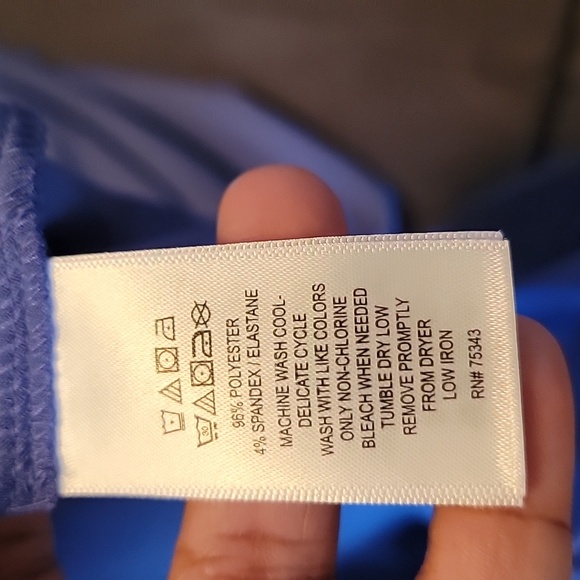 30
96% POLYESTER
4% SPANDEX / ELASTANE
MACHINE WASH COOL-
DELICATE CYCLE
WASH WITH LIKE COLORS
ONLY NON-CHLORINE
BLEACH WHEN NEEDED
TUMBLE DRY LOW
REMOVE PROMPTLY
FROM DRYER
LOW IRON
RN# 75343